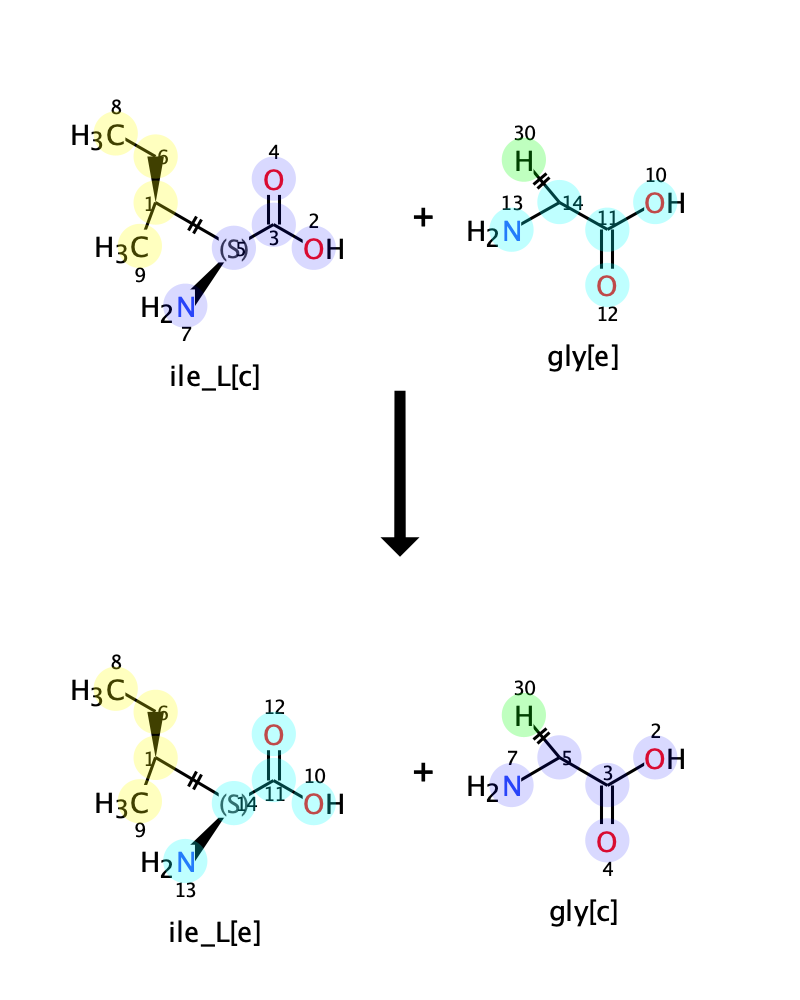 8
H3C
6
1
H3C
9
4
O
3
2
OH
(S)
5
H2N
7
ile_L[c]
+
30
H
10
OH
13
14
11
H2N
O
12
gly[e]
8
H3C
6
1
H3C
9
12
O
11
10
OH
(S)
14
H2N
13
ile_L[e]
+
30
H
2
OH
7
5
3
H2N
O
4
gly[c]